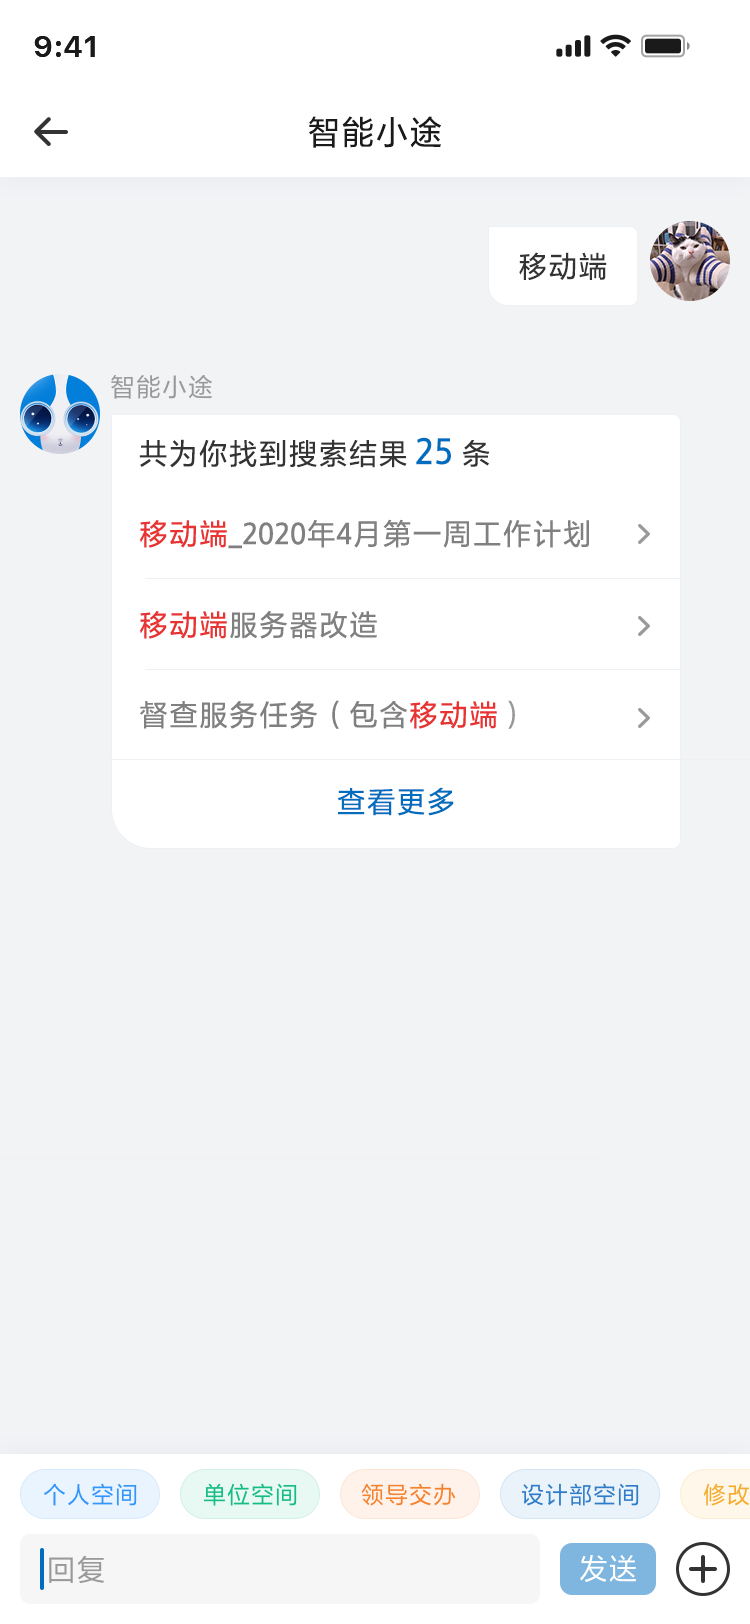 9:41
智能小途
移动端
智能小途
共为你找到搜索结果 25 条
移动端_2020年4月第一周工作计划
移动端服务器改造
督查服务任务（包含移动端）
查看更多
个人空间 单位空间 领导交办 设计部空间 修改
回复 发送